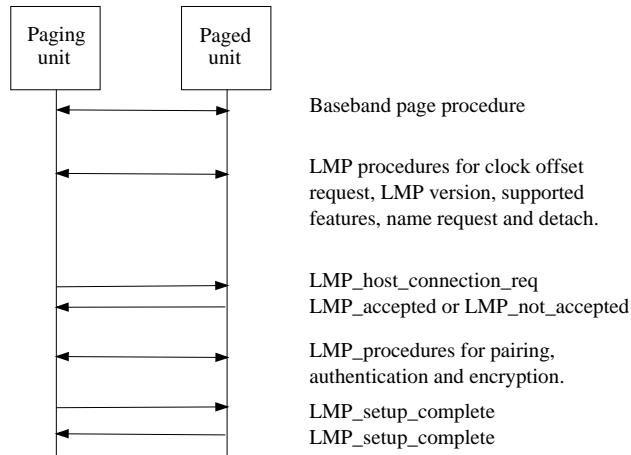 Paging
unit
Paged
unit
Baseband page procedure
LMP procedures for clock offset
request, LMP version, supported
features, name request and detach.
LMP_host_connection_req
LMP_accepted or LMP_not_accepted
LMP_procedures for pairing,
authentication and encryption.
LMP_setup_complete
LMP_setup_complete